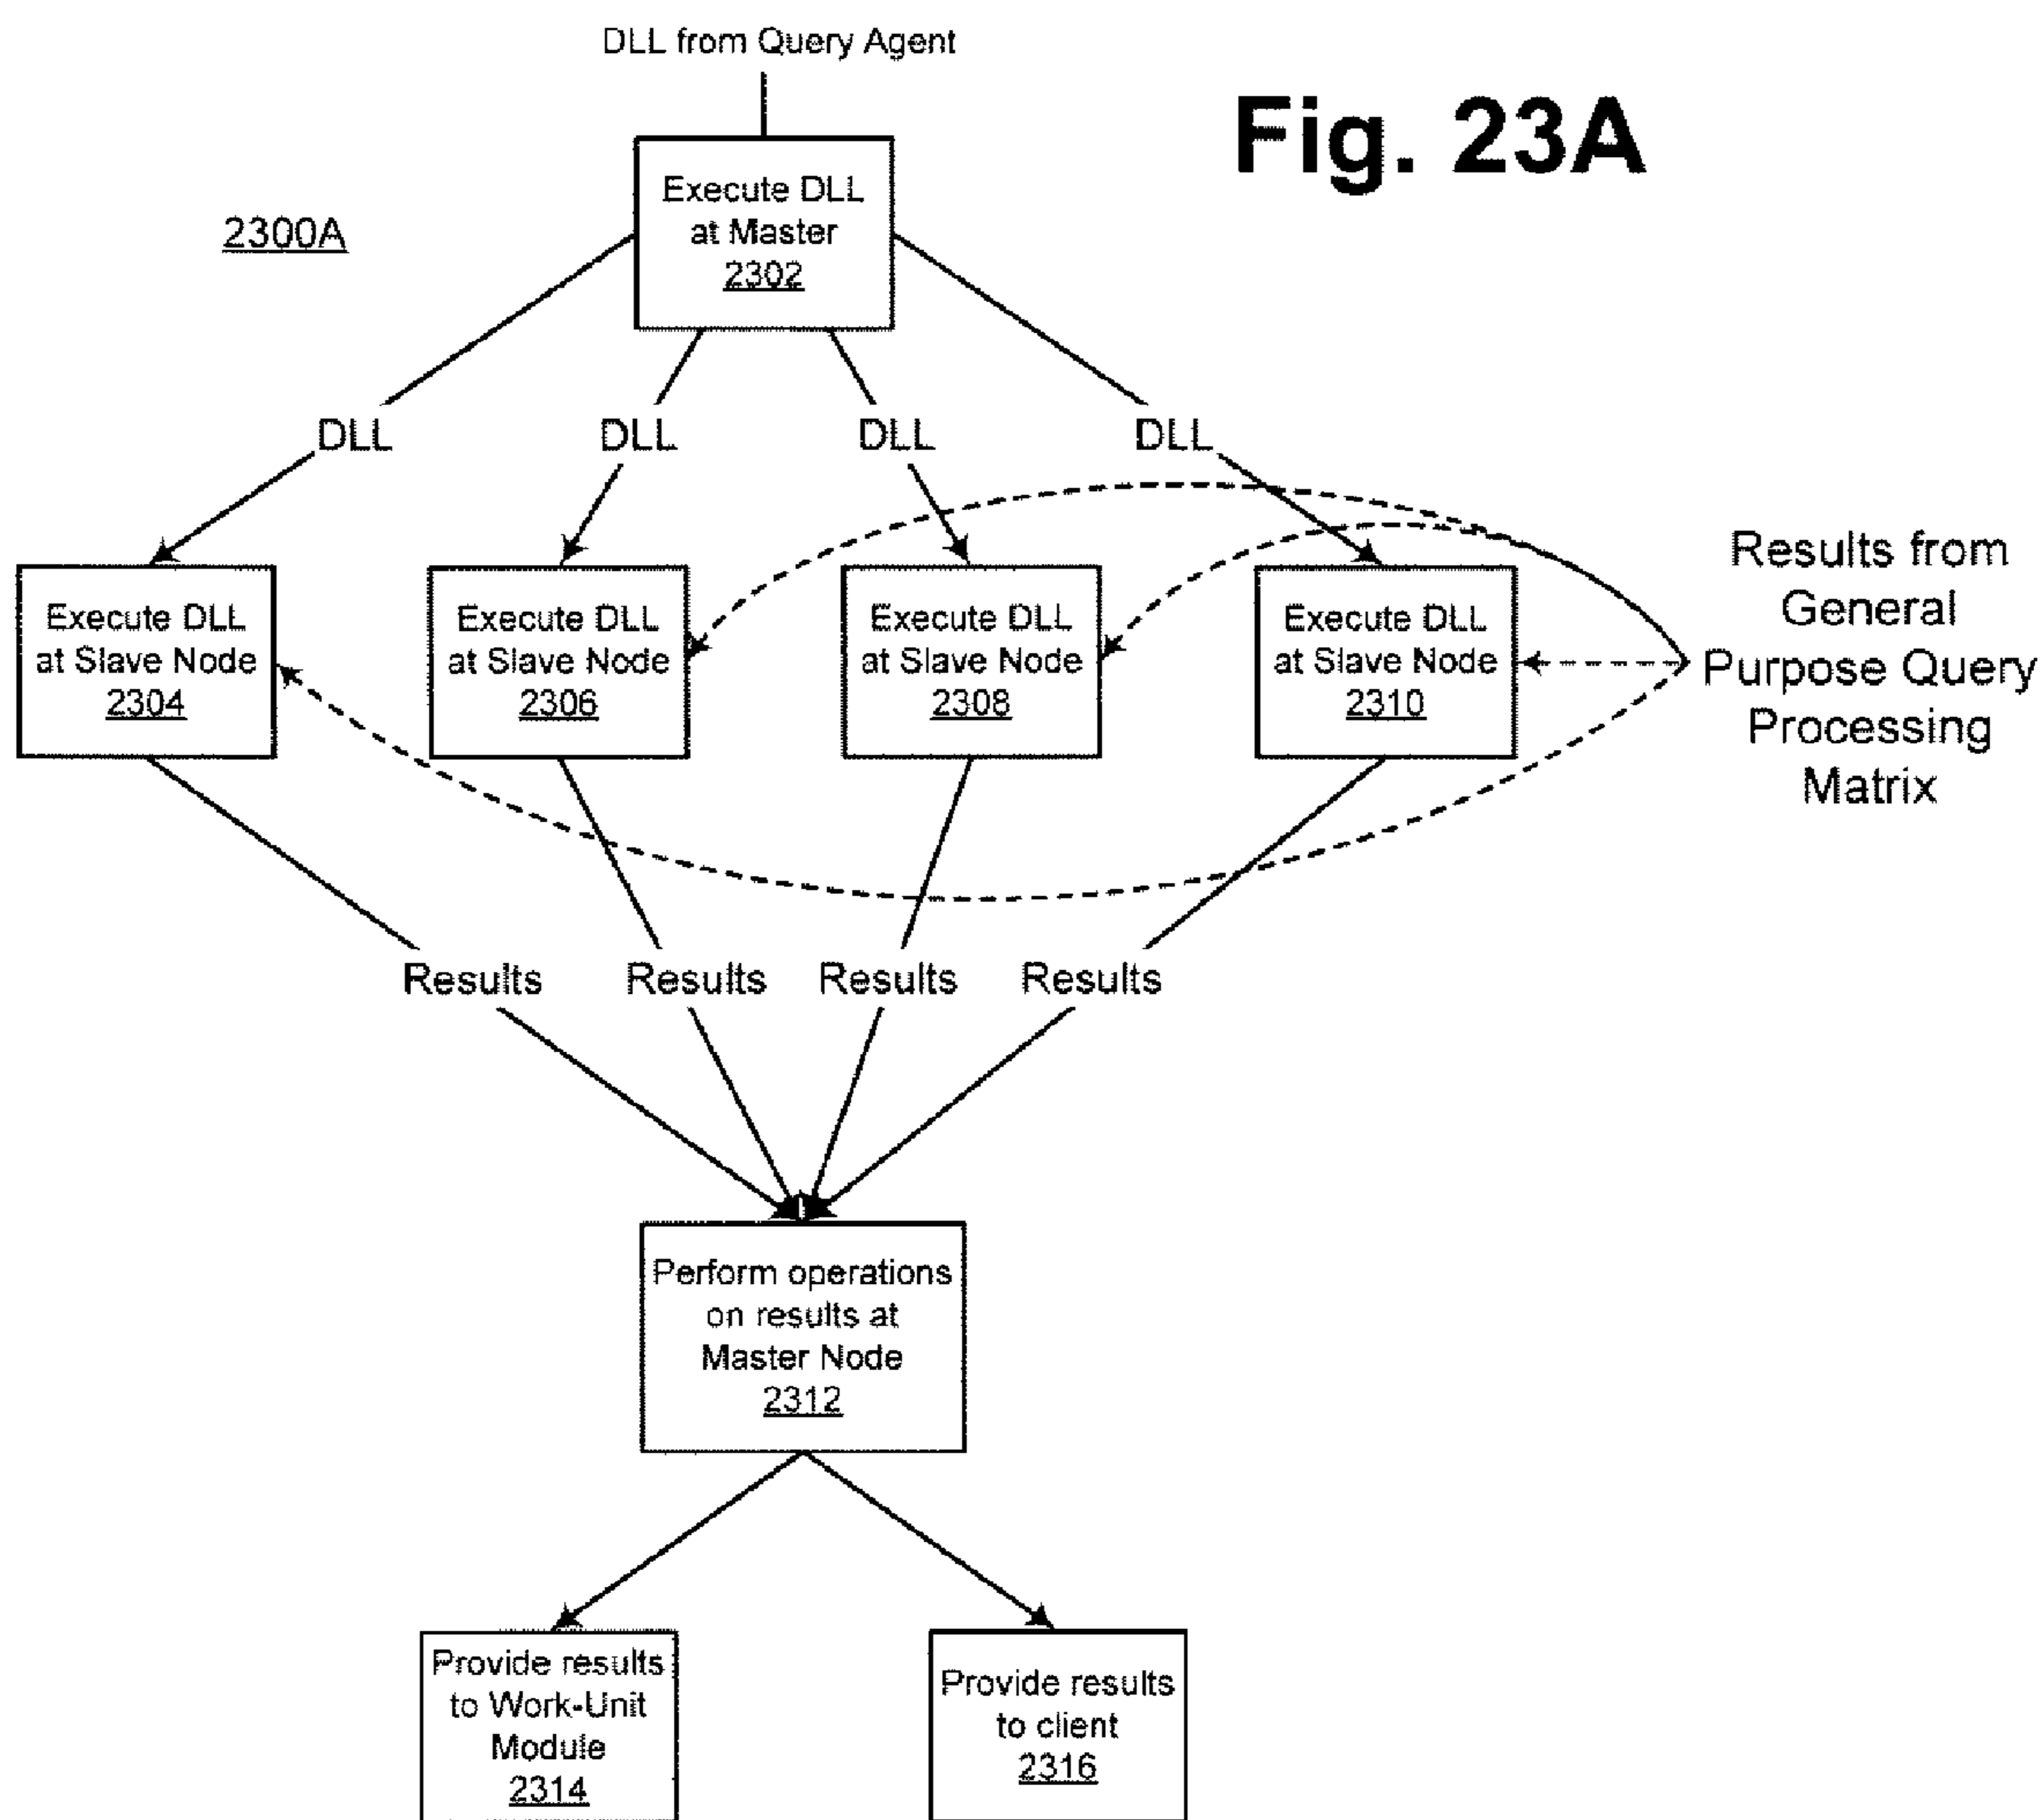 DLL from Query Agent
Fig. 23A
2300A
Execute DLL
at Master
2302
DLL
DLL
DLL
DLL
Execute DLL
at Slave Node
2304
Execute DLL
at Slave Node
2306
Execute DLL
at Slave Node
2308
Execute DLL
at Slave Node
2310
Results from
General
Purpose Query
Processing
Matrix
Results
Results
Results
Results
Perform operations
on results at
Master Node
2312
Provide results
to Work-Unit
Module
2314
Provide results
to client
2316